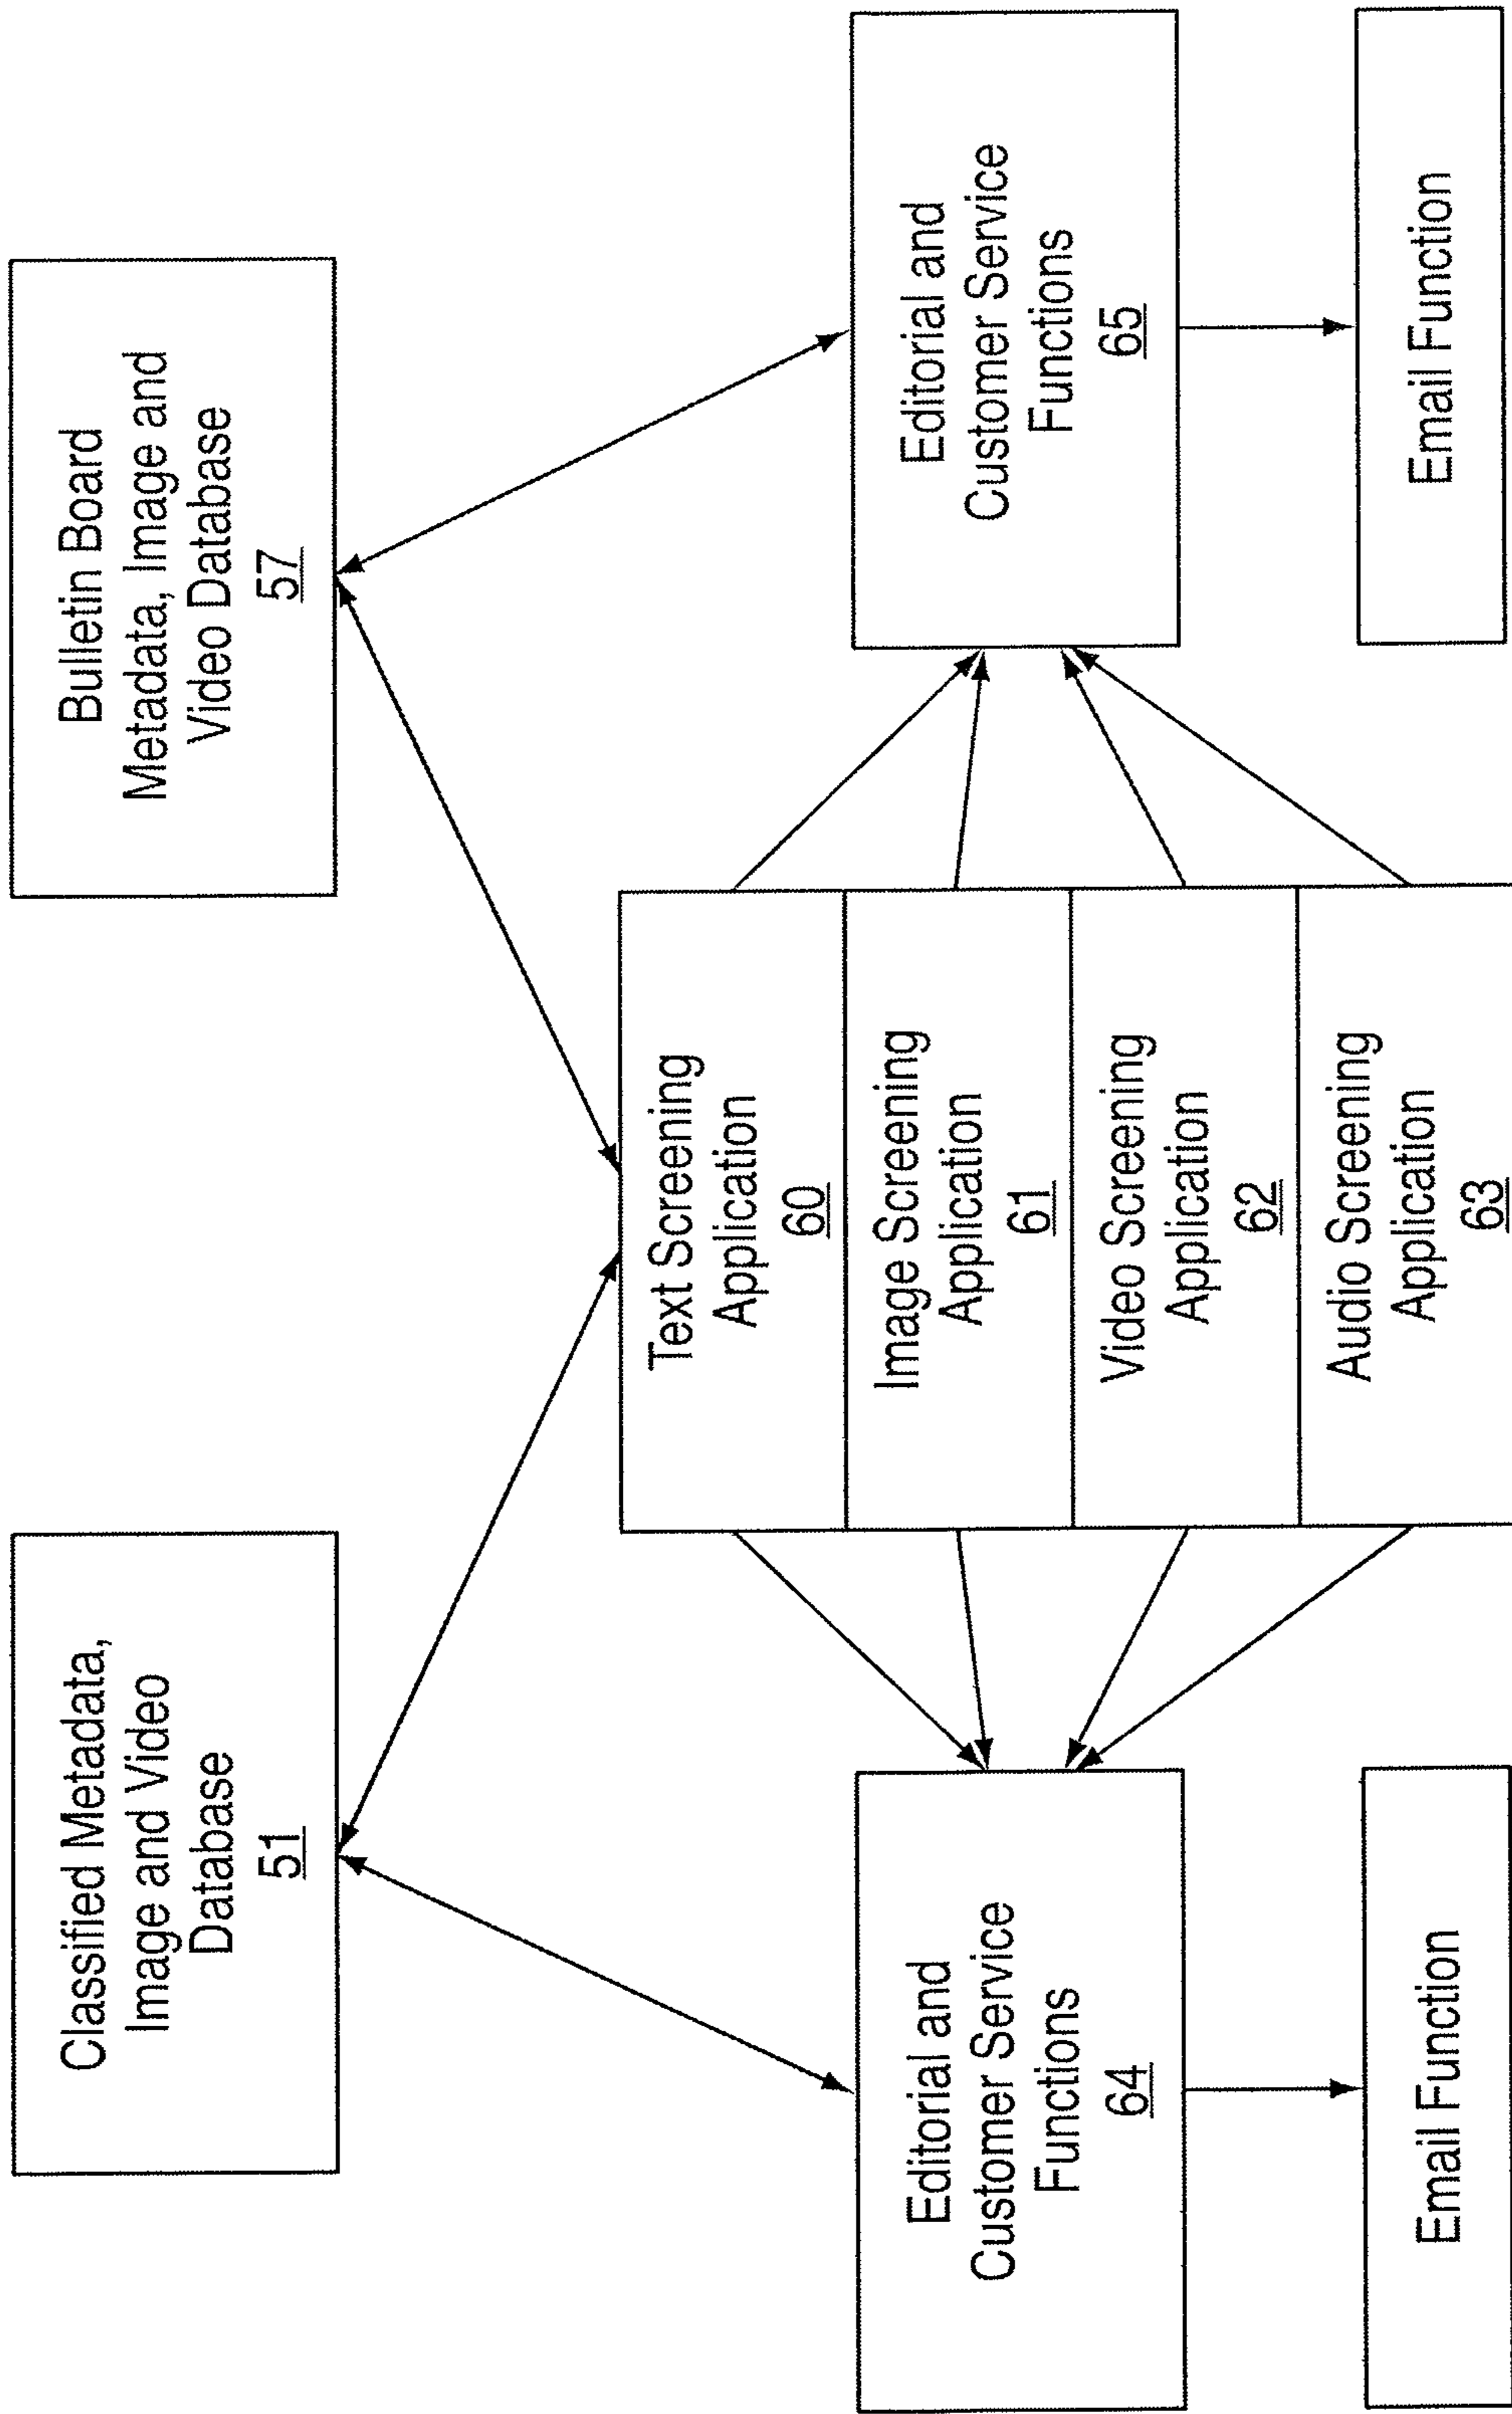 Classified Metadata,
Image and Video
Database
51
Bulletin Board
Metadata, Image and
Video Database
57
Text Screening
Application
60
Image Screening
Application
61
Video Screening
Application
62
Audio Screening
Application
63
Editorial and
Customer Service
Functions
64
Editorial and
Customer Service
Functions
65
Email Function
Email Function